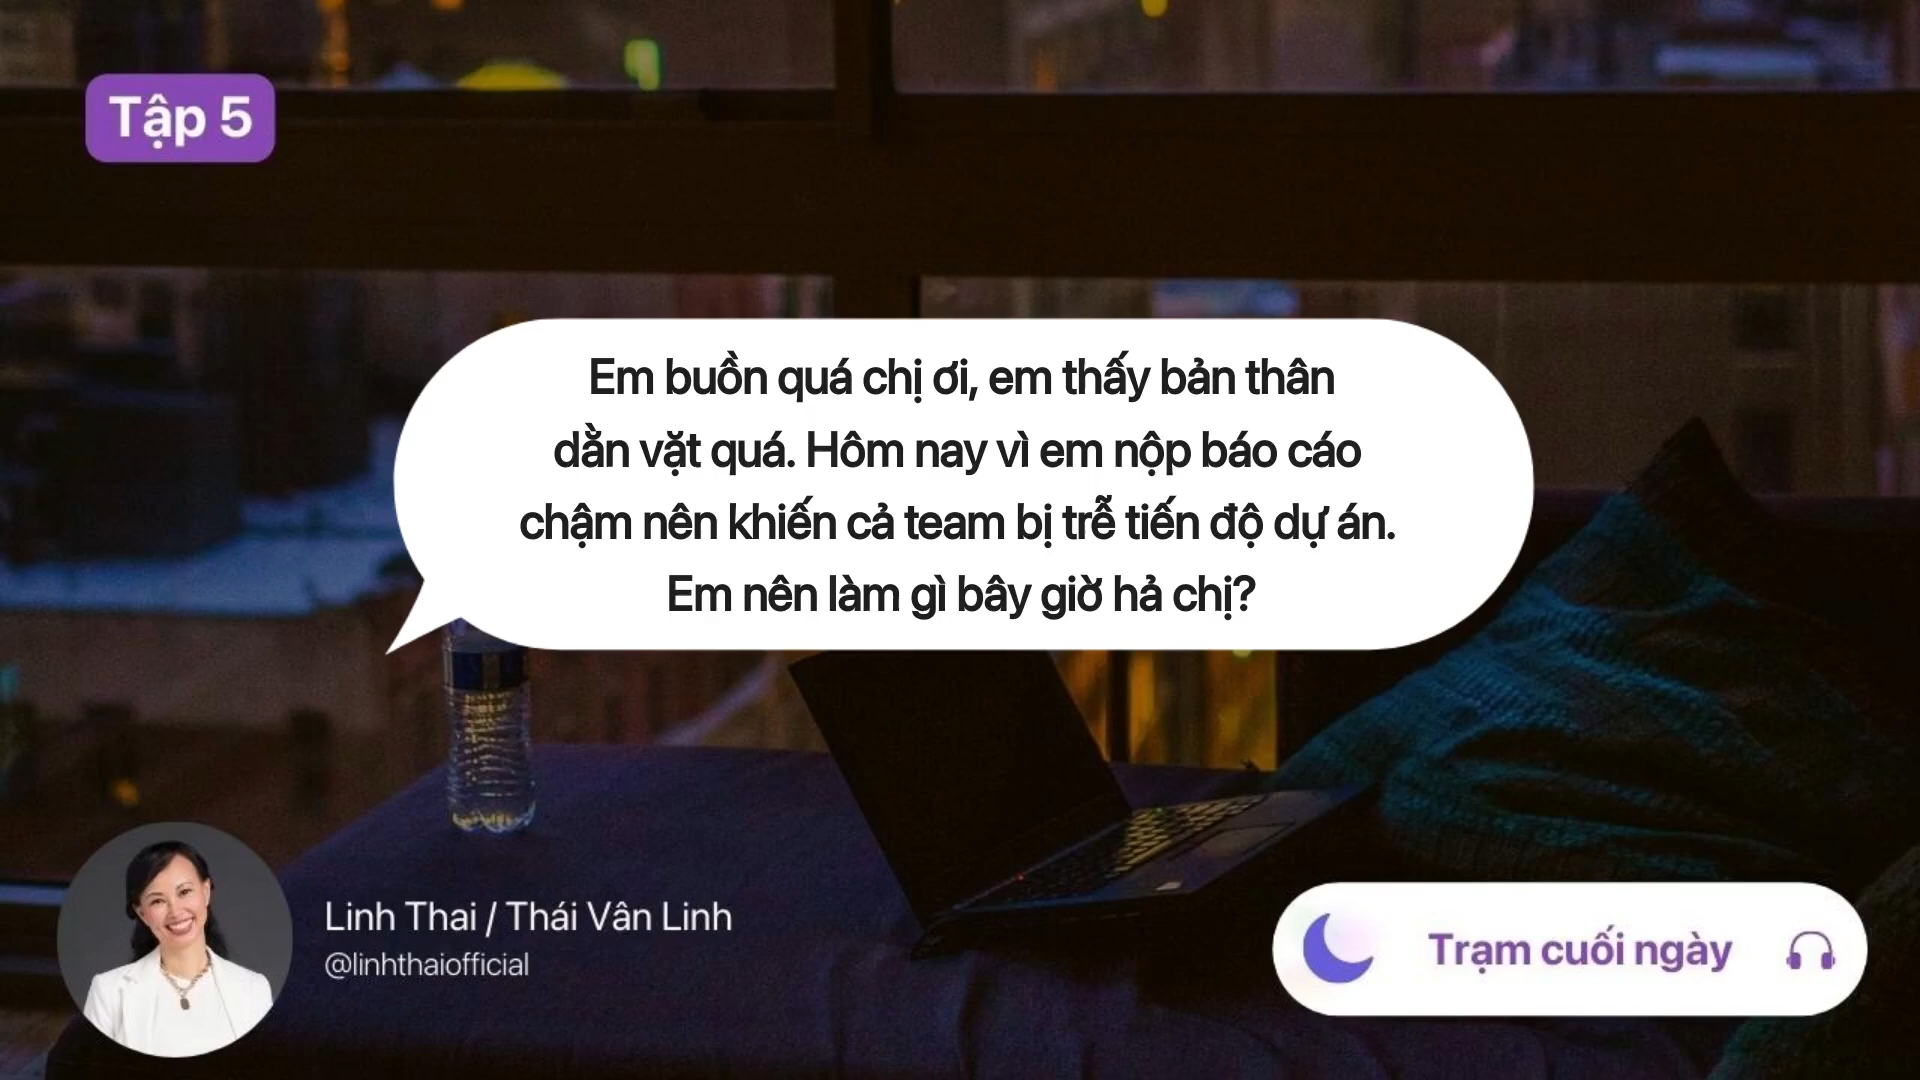 Tập 5
Em buồn quá chị ơi, em thấy bản thân
dằn vặt quá. Hôm nay vì em nộp báo cáo
chậm nên khiến cả team bị trễ tiến độ dự án.
Em nên làm gì bây giờ hả chị?
Linh Thai / Thái Vân Linh
@linhthaiofficial
Trạm cuối ngày